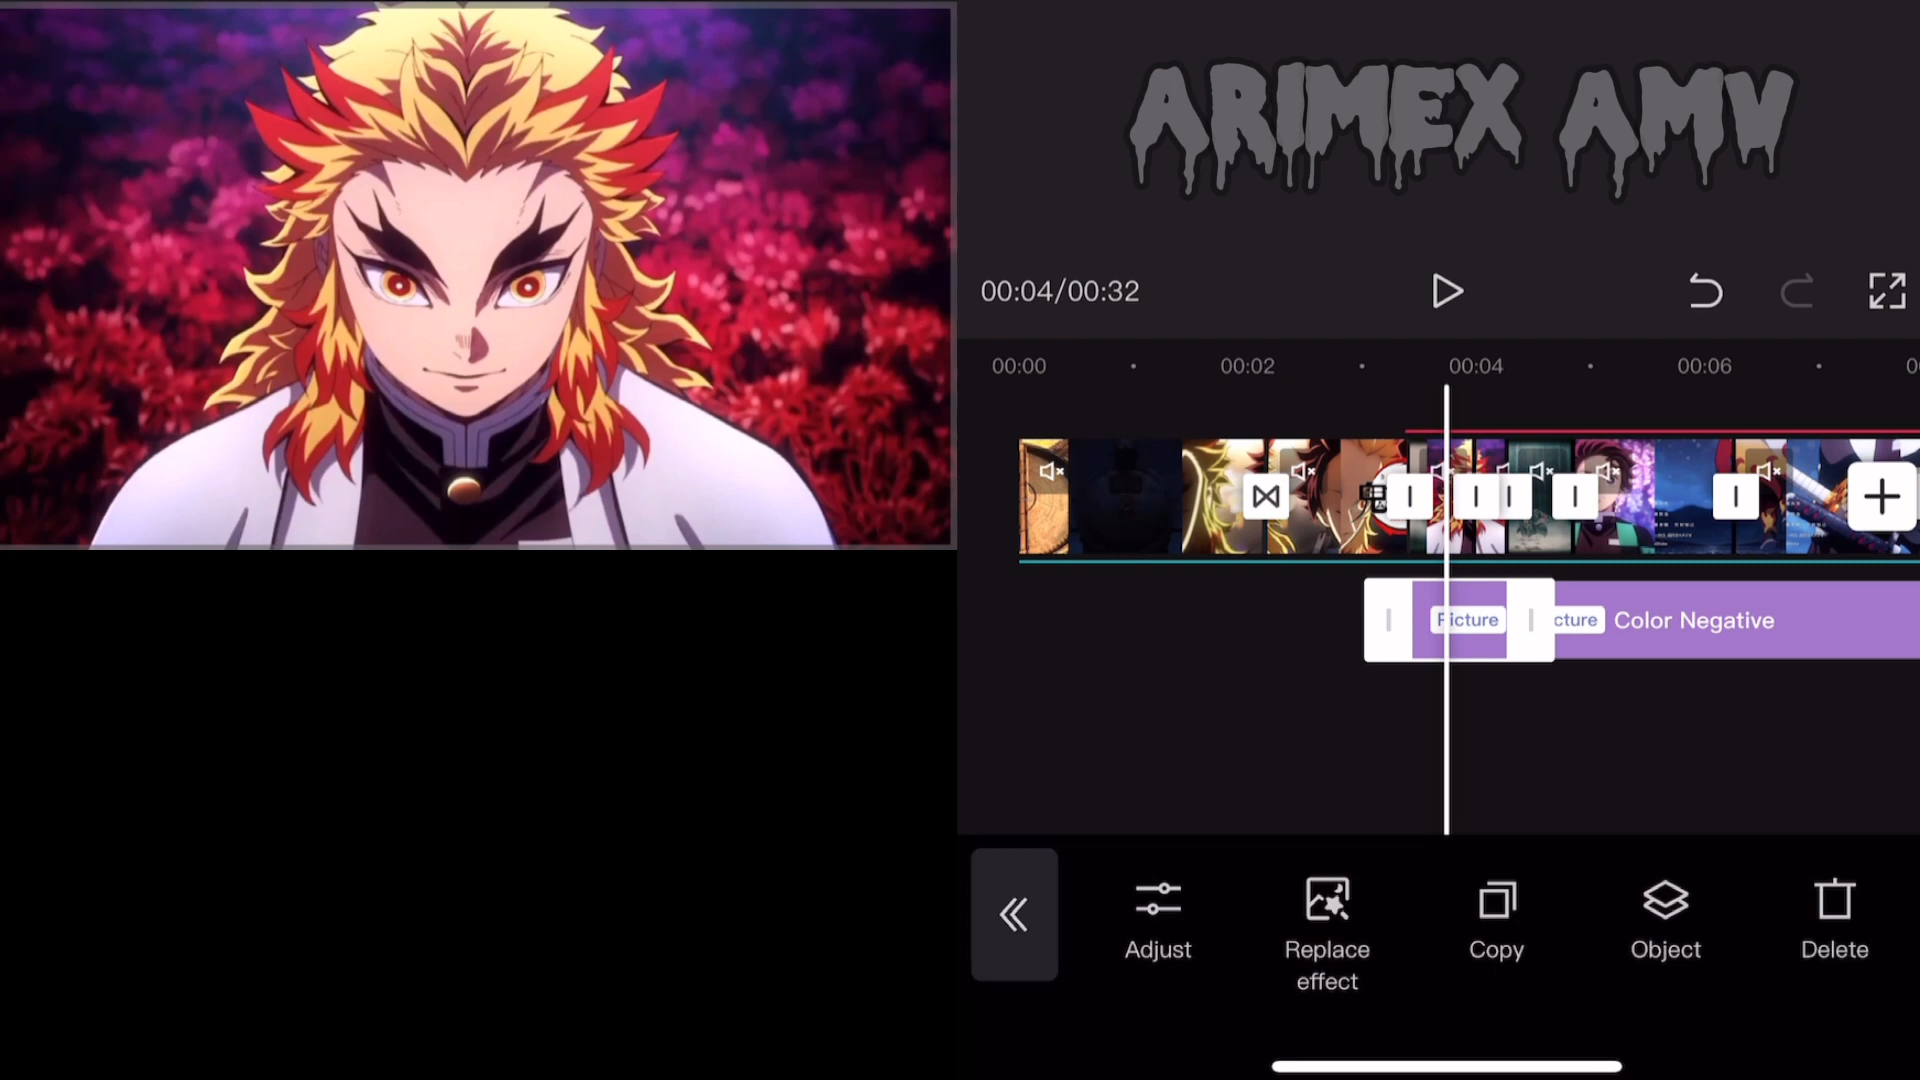 ARIMEX AMV
00:04/00:32
00:00
00:02
00:04
00:06
Picture
cture
Color Negative
Adjust
Replace
effect
Copy
Object
Delete